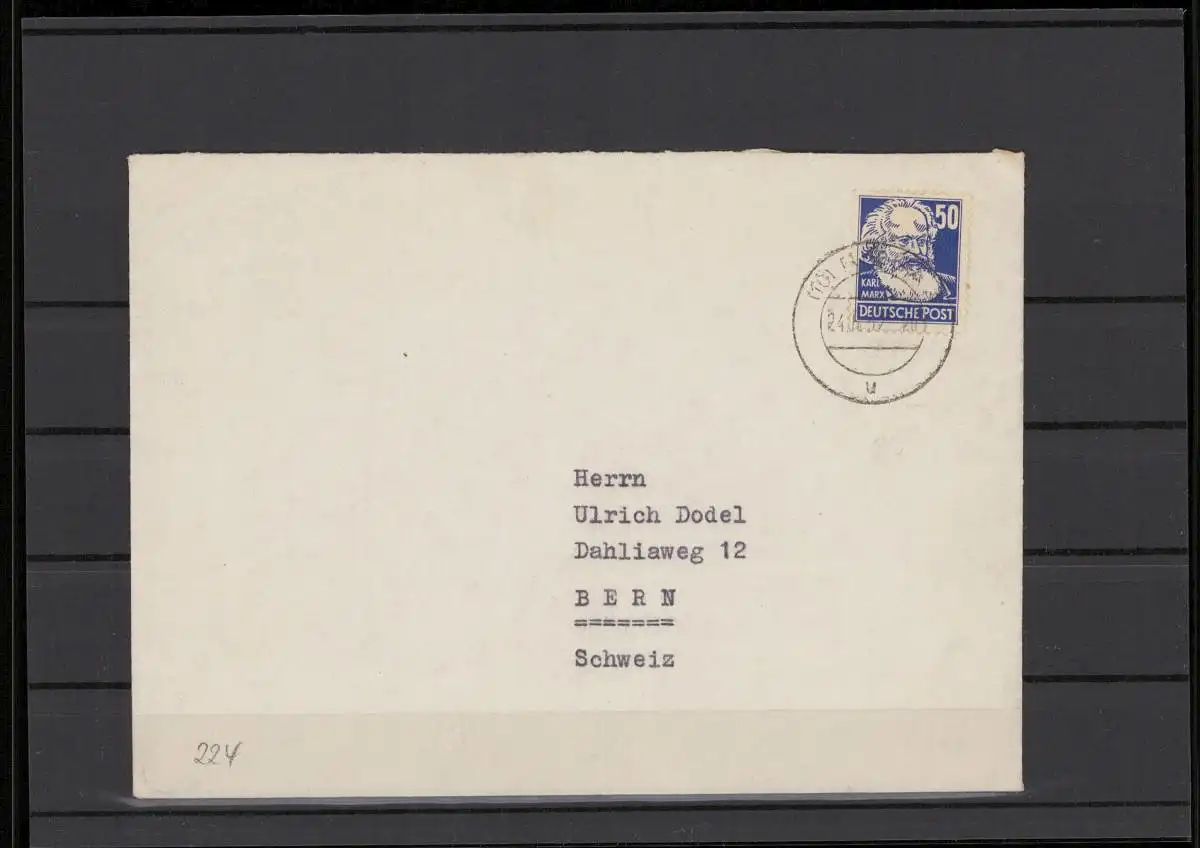 50
KARL
MARX
DEUTSCHE POST
Herrn
Ulrich Dodel
Dahliaweg 12
B E R N
=======
Schweiz
224